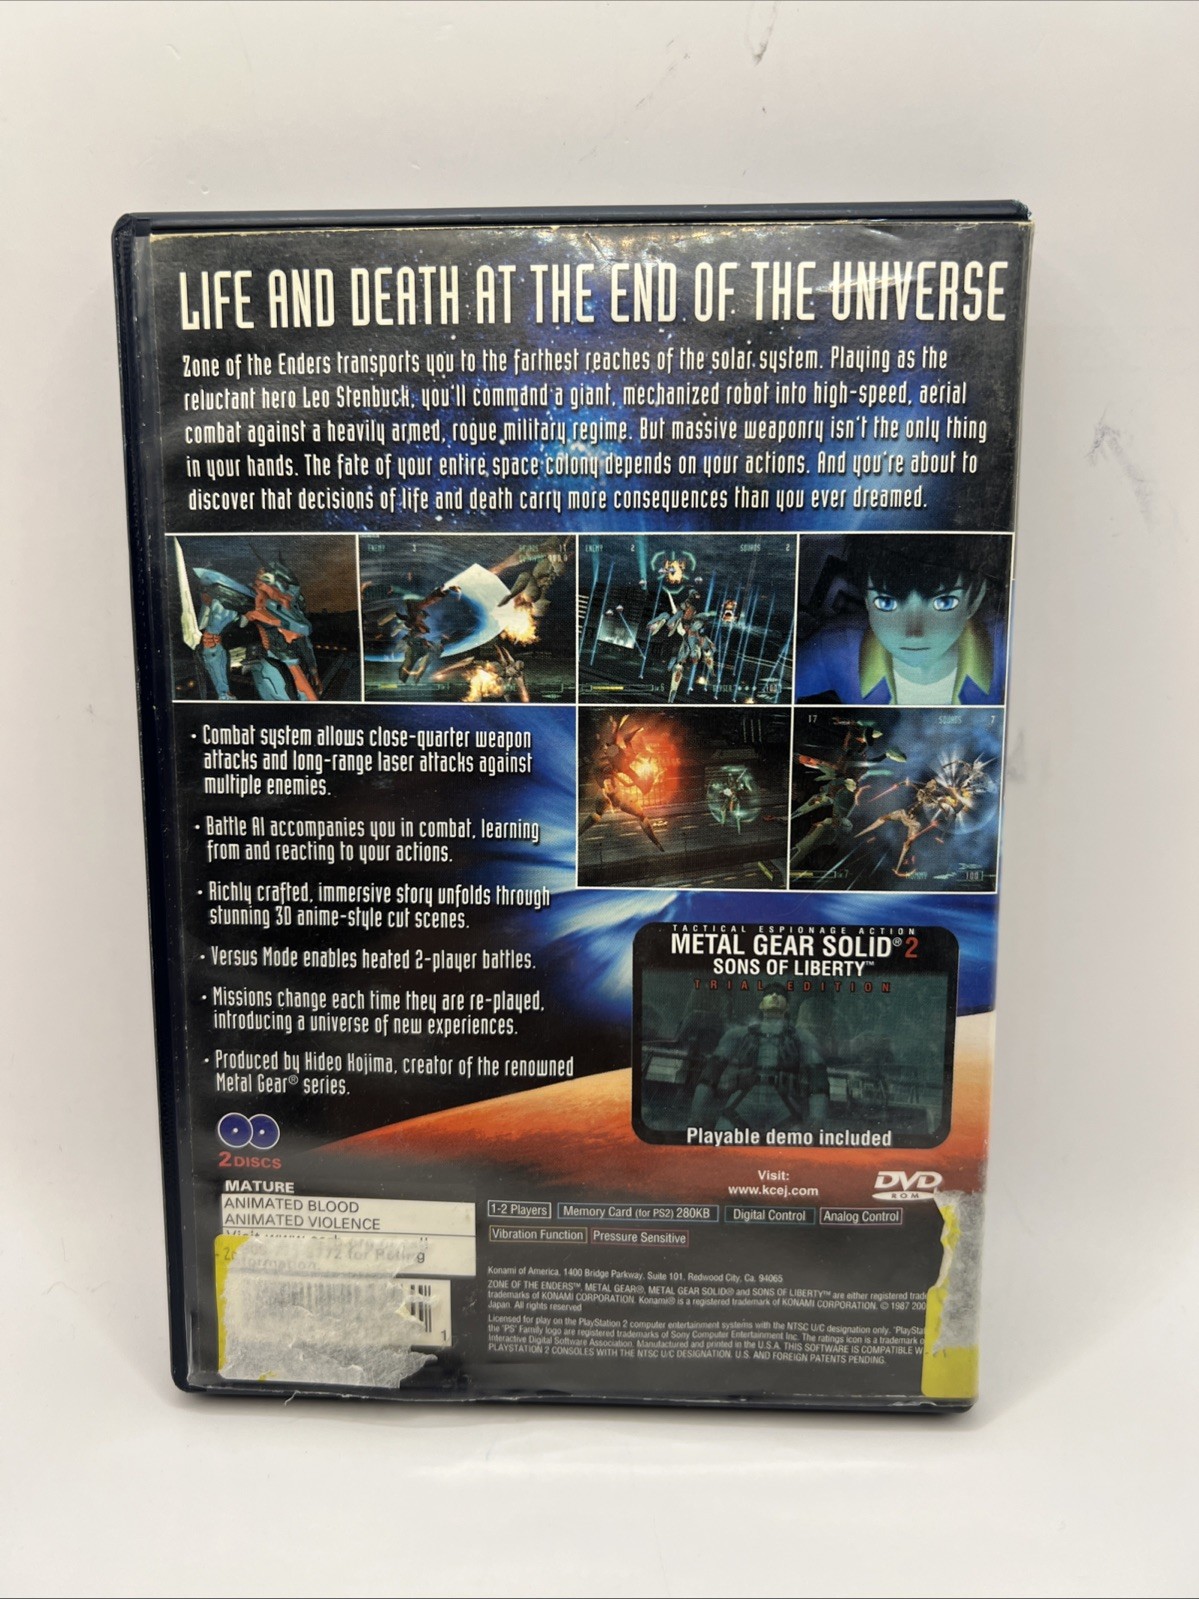 LIFE AND DEATH AT THE END OF THE UNIVERSE
Zone of the Enders transports you to the farthest reaches of the solar system. Playing as the
reluctant hero Leo Stenbuck, you'll command a giant, mechanized robot into high-speed, aerial
combat against a heavily armed, rogue military regime. But massive weaponry isn't the only thing
in your hands. The fate of your entire space colony depends on your actions. And you're about to
discover that decisions of life and death carry more consequences than you ever dreamed.
ENEMY 3
ENEMY 2 SQUADS 2
17 SQUADS 7
• Combat system allows close-quarter weapon
attacks and long-range laser attacks against
multiple enemies.
• Battle AI accompanies you in combat, learning
from and reacting to your actions.
• Richly crafted, immersive story unfolds through
stunning 3D anime-style cut scenes.
• Versus Mode enables heated 2-player battles.
• Missions change each time they are re-played,
introducing a universe of new experiences.
• Produced by Hideo Kojima, creator of the renowned
Metal Gear® series.
TACTICAL ESPIONAGE ACTION
METAL GEAR SOLID® 2
SONS OF LIBERTY™
TRIAL EDITION
Playable demo included
2 DISCS
Visit:
www.kcej.com
DVD
ROM
MATURE
ANIMATED BLOOD
ANIMATED VIOLENCE
1-2 Players
Memory Card (for PS2) 280KB
Digital Control
Analog Control
Vibration Function
Pressure Sensitive
Konami of America, 1400 Bridge Parkway, Suite 101, Redwood City, Ca. 94065
ZONE OF THE ENDERS™, METAL GEAR®, METAL GEAR SOLID® and SONS OF LIBERTY™ are either registered
trademarks of KONAMI CORPORATION. Konami® is a registered trademark of KONAMI CORPORATION. © 1987
Japan All rights reserved
Licensed for play on the PlayStation 2 computer entertainment systems with the NTSC U/C designation only.
the "PS" Family logo are registered trademarks of Sony Computer Entertainment Inc. The ratings icon is a trademark
Interactive Digital Software Association. Manufactured and printed in the U.S.A. THIS SOFTWARE IS COMPATIBLE
PLAYSTATION 2 CONSOLES WITH THE NTSC U/C DESIGNATION. U.S. AND FOREIGN PATENTS PENDING.